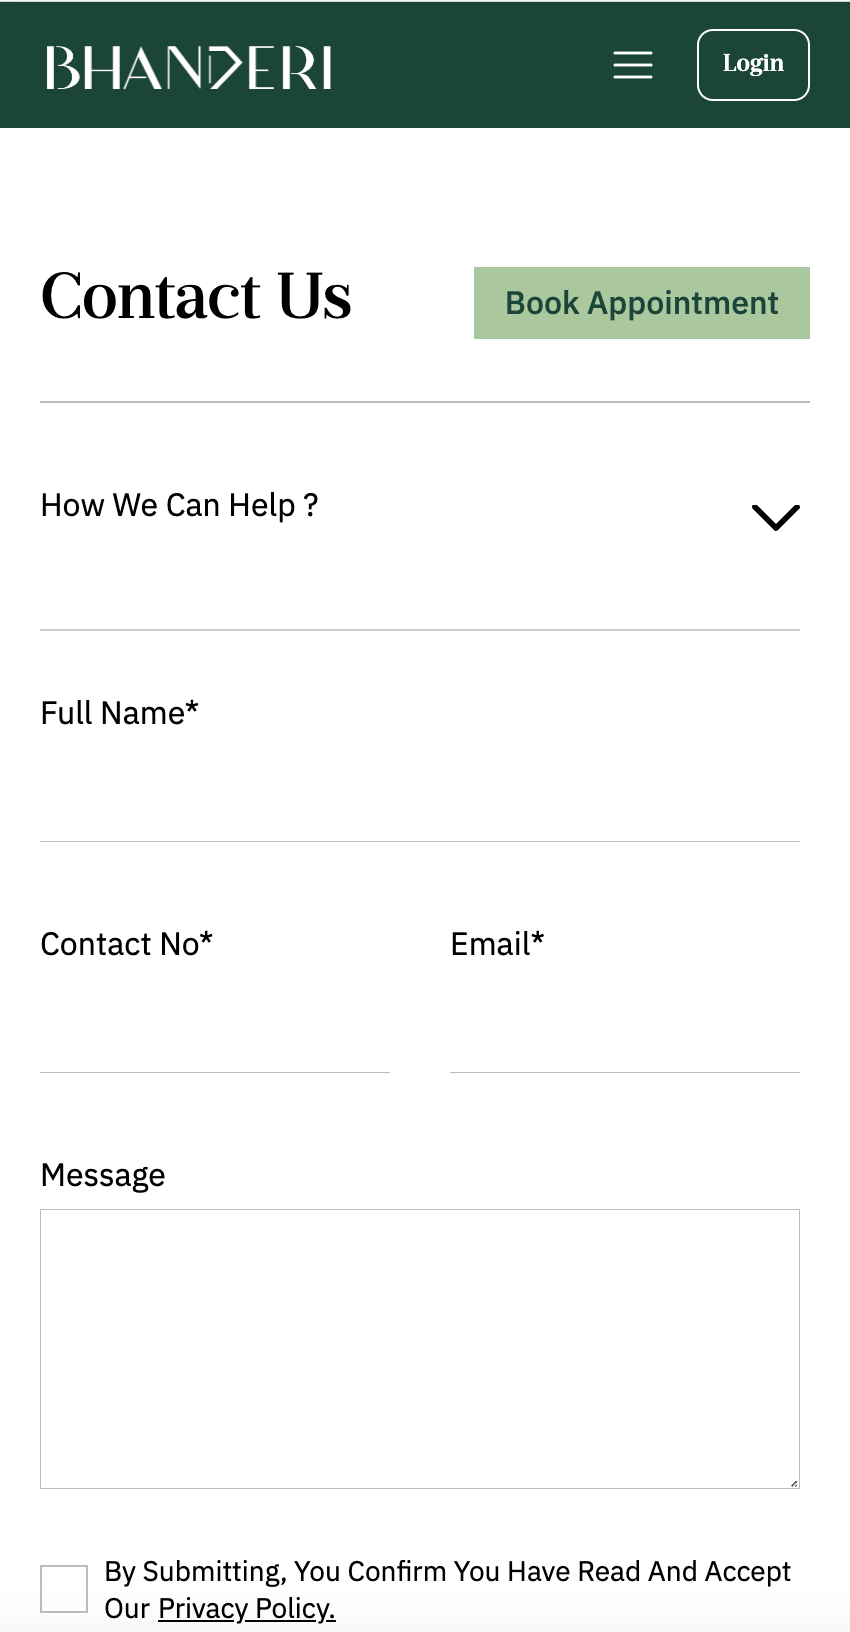 BHANDERI
Login
Contact Us
Book Appointment
How We Can Help ?
Full Name*
Contact No*
Email*
Message
By Submitting, You Confirm You Have Read And Accept
Our Privacy Policy.